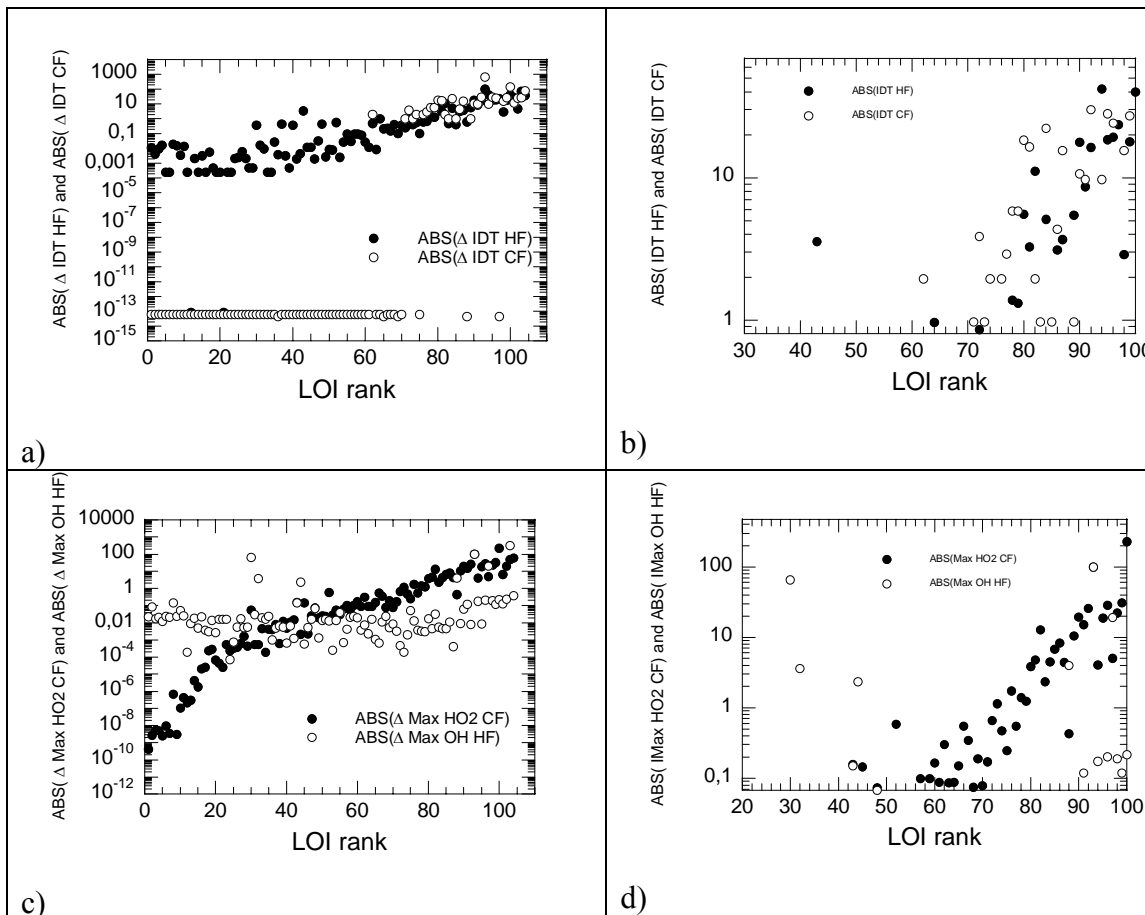 ABS(Δ IDT HF) and ABS(Δ IDT CF)
1000
10
0,1
0,001
10-5
10-7
10-9
10-11
10-13
10-15
ABS(Δ IDT HF)
ABS(Δ IDT CF)
0 20 40 60 80 100
LOI rank
a)
ABS( IDT HF) and ABS( IDT CF)
10
1
ABS(IDT HF)
ABS(IDT CF)
30 40 50 60 70 80 90 100
LOI rank
b)
ABS(Δ Max HO2 CF) and ABS(Δ Max OH HF)
10000
100
1
0,01
10-4
10-6
10-8
10-10
10-12
ABS(Δ Max HO2 CF)
ABS(Δ Max OH HF)
0 20 40 60 80 100
LOI rank
c)
ABS( IMax HO2 CF) and ABS( IMax OH HF)
100
10
1
0,1
ABS(Max HO2 CF)
ABS(Max OH HF)
20 30 40 50 60 70 80 90 100
LOI rank
d)